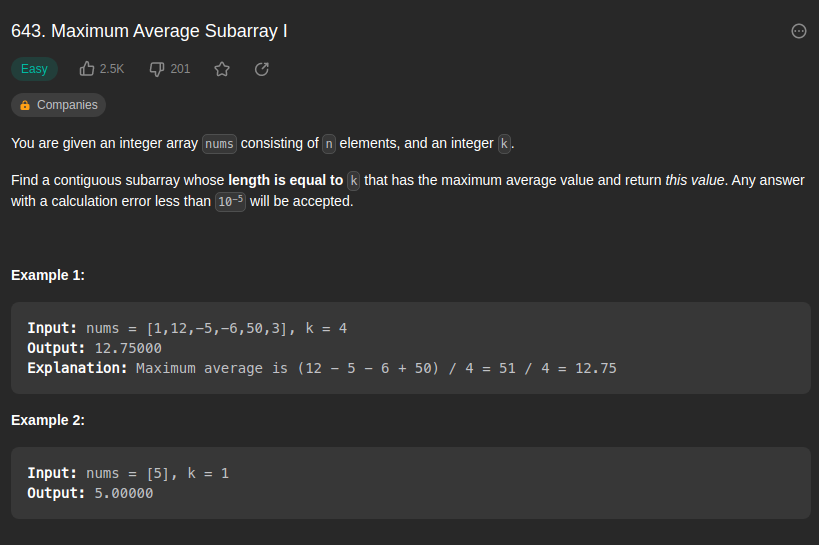 643. Maximum Average Subarray I
Easy 2.5K 201
Companies
You are given an integer array nums consisting of n elements, and an integer k.
Find a contiguous subarray whose length is equal to k that has the maximum average value and return this value. Any answer
with a calculation error less than 10⁻⁵ will be accepted.
Example 1:
Input: nums = [1,12,−5,−6,50,3], k = 4
Output: 12.75000
Explanation: Maximum average is (12 − 5 − 6 + 50) / 4 = 51 / 4 = 12.75
Example 2:
Input: nums = [5], k = 1
Output: 5.00000